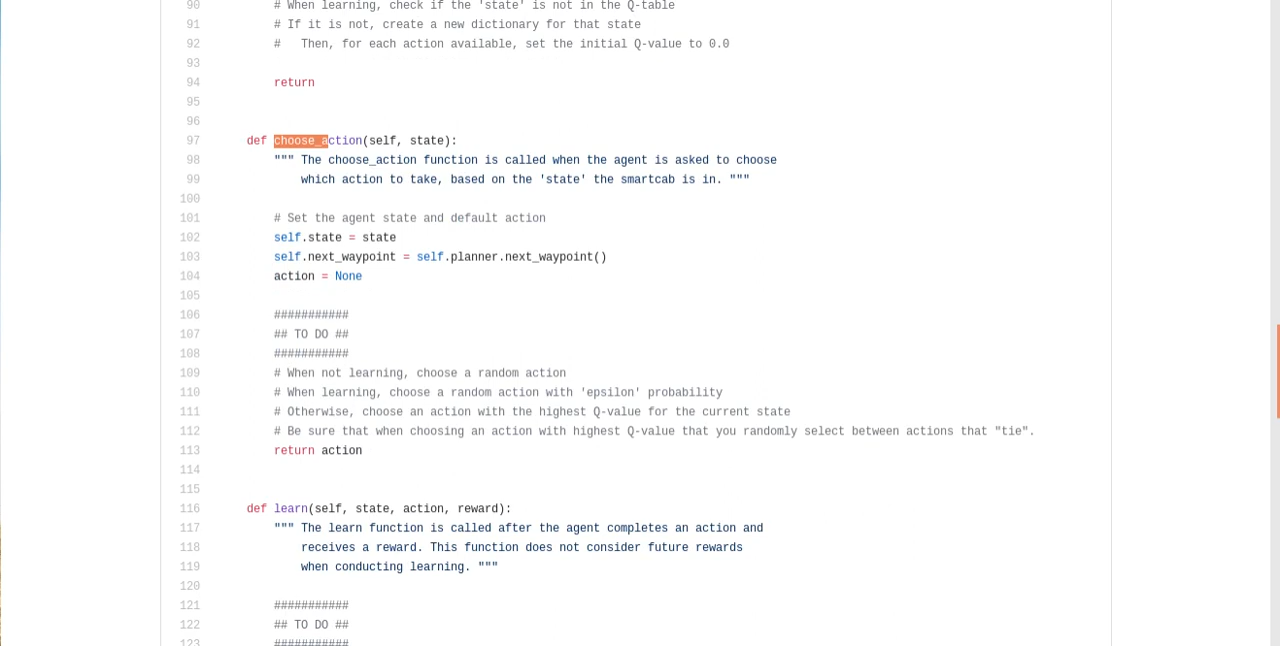 90 # When learning, check if the 'state' is not in the Q-table
91 # If it is not, create a new dictionary for that state
92 #   Then, for each action available, set the initial Q-value to 0.0
93
94 return
95
96
97 def choose_action(self, state):
98 """ The choose_action function is called when the agent is asked to choose
99 which action to take, based on the 'state' the smartcab is in. """
100
101 # Set the agent state and default action
102 self.state = state
103 self.next_waypoint = self.planner.next_waypoint()
104 action = None
105
106 ###########
107 ## TO DO ##
108 ###########
109 # When not learning, choose a random action
110 # When learning, choose a random action with 'epsilon' probability
111 # Otherwise, choose an action with the highest Q-value for the current state
112 # Be sure that when choosing an action with highest Q-value that you randomly select between actions that "tie".
113 return action
114
115
116 def learn(self, state, action, reward):
117 """ The learn function is called after the agent completes an action and
118 receives a reward. This function does not consider future rewards
119 when conducting learning. """
120
121 ###########
122 ## TO DO ##
123 ###########